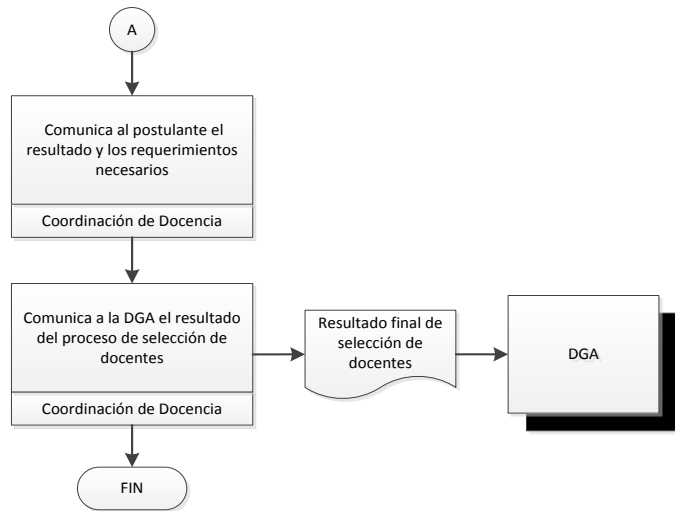 A
Comunica al postulante el
resultado y los requerimientos
necesarios
Coordinación de Docencia
Comunica a la DGA el resultado
del proceso de selección de
docentes
Coordinación de Docencia
Resultado final de
selección de
docentes
DGA
FIN